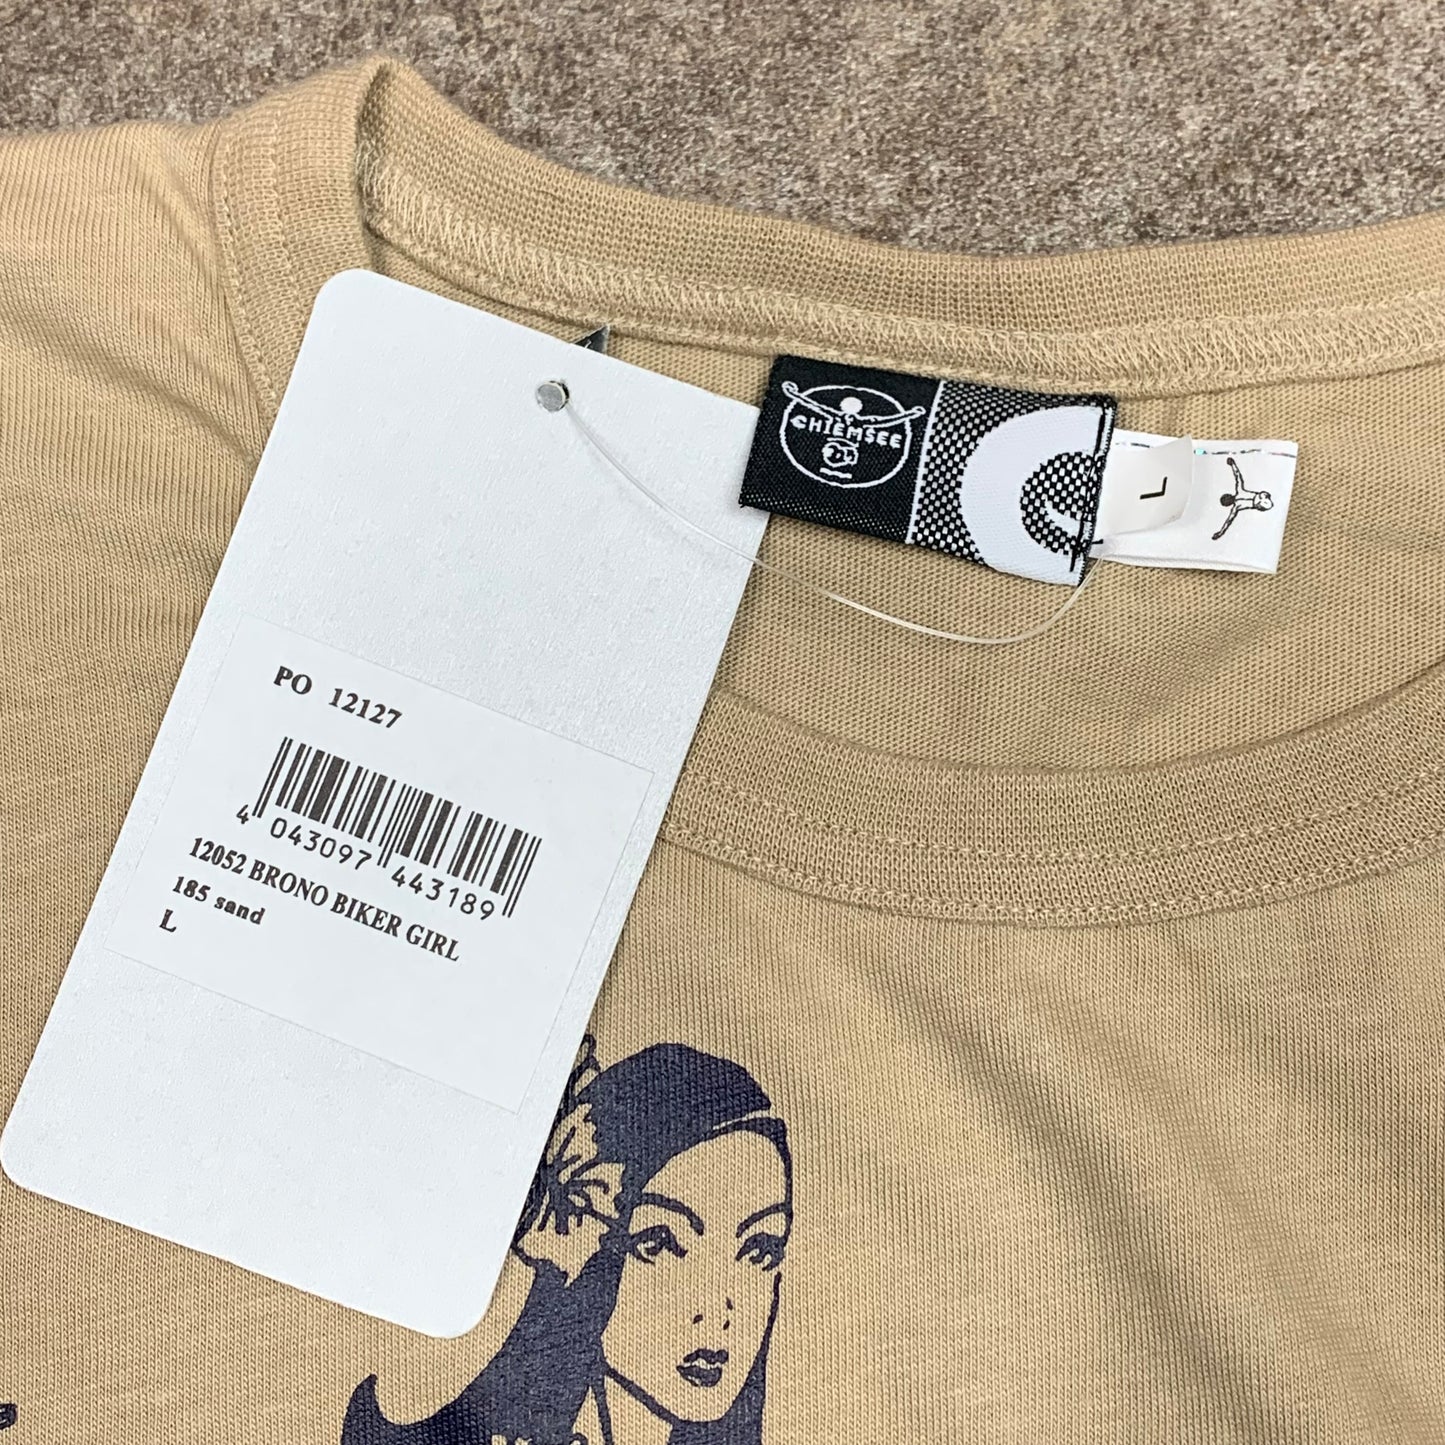 CHIEMSEE
L
PO 12127
4 043097 443189
12052 BRONO BIKER GIRL
185 sand
L